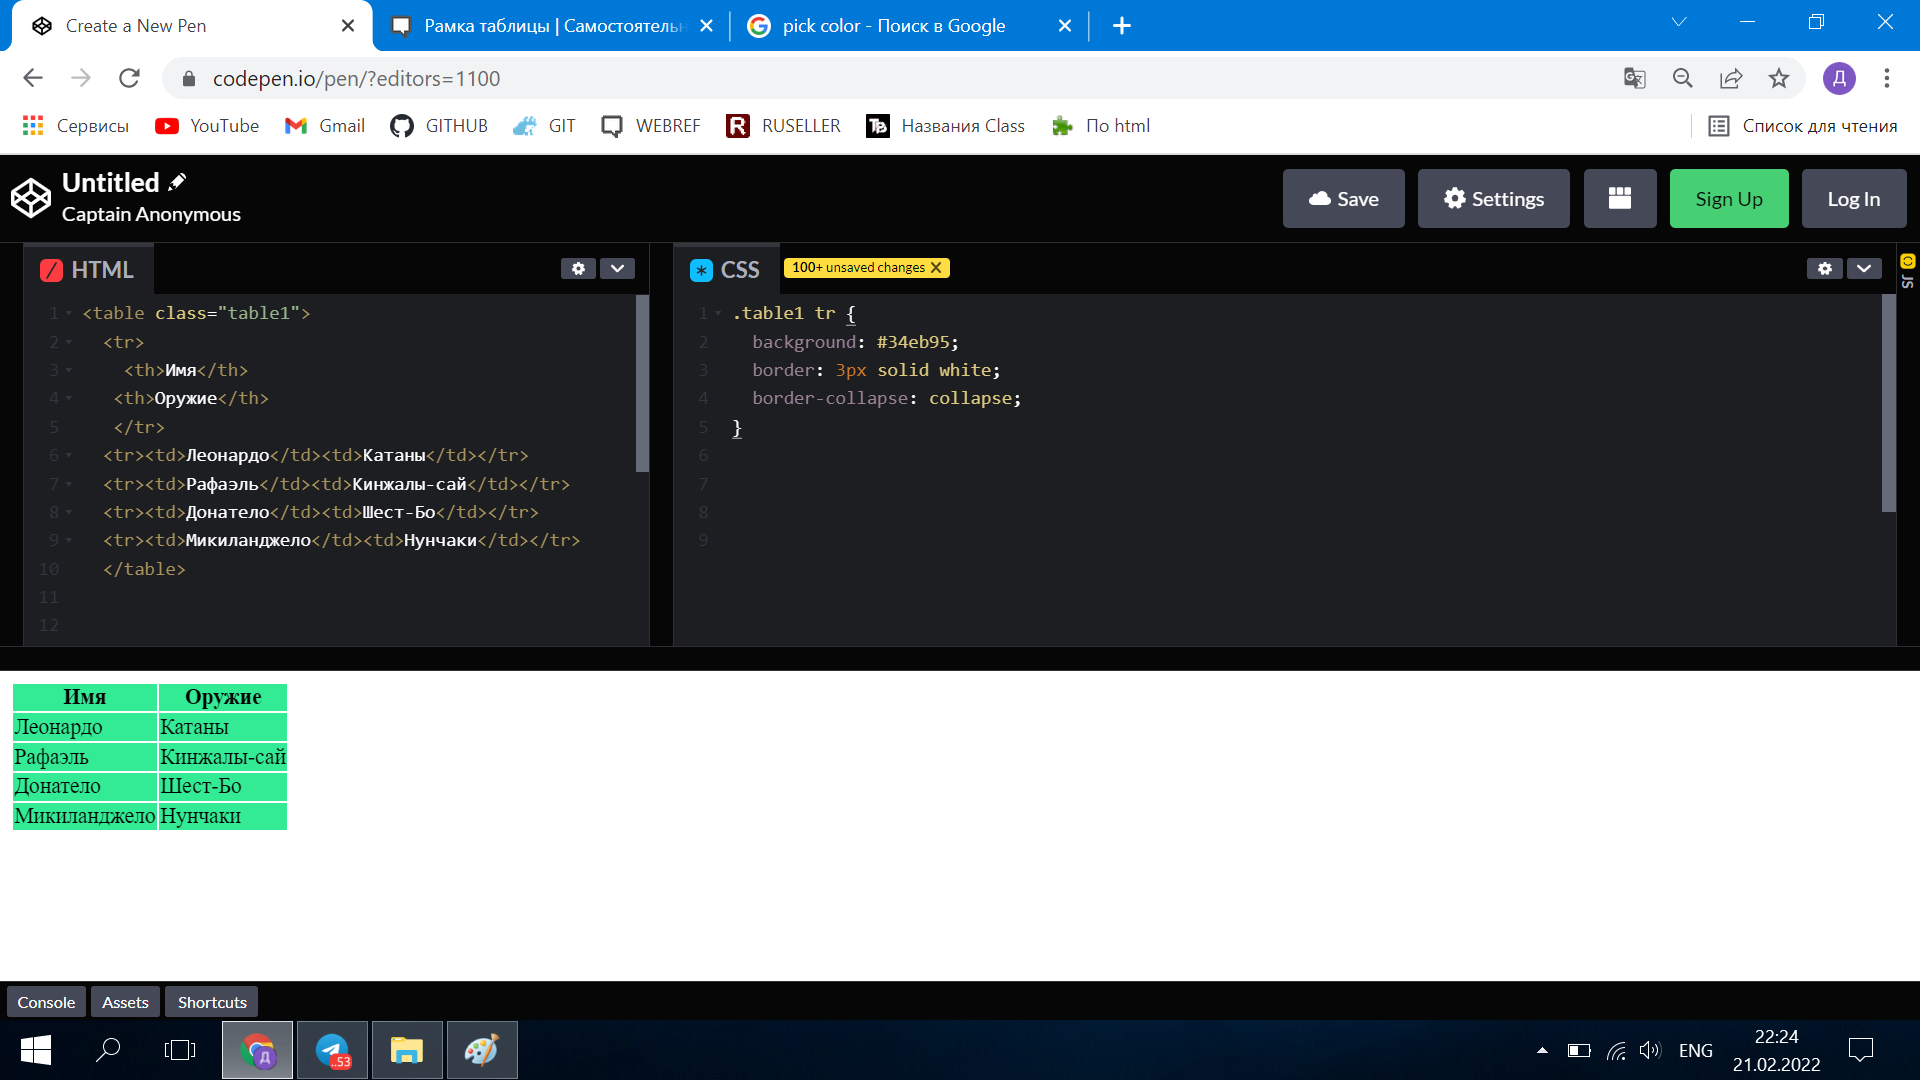 Create a New Pen
Рамка таблицы | Самостоятельн
pick color - Поиск в Google
codepen.io/pen/?editors=1100
Д
Сервисы
YouTube
Gmail
GITHUB
GIT
WEBREF
RUSELLER
Названия Class
По html
Список для чтения
Untitled
Captain Anonymous
Save
Settings
Sign Up
Log In
HTML
CSS
100+ unsaved changes
JS
1 <table class="table1">
2 <tr>
3 <th>Имя</th>
4 <th>Оружие</th>
5 </tr>
6 <tr><td>Леонардо</td><td>Катаны</td></tr>
7 <tr><td>Рафаэль</td><td>Кинжалы-сай</td></tr>
8 <tr><td>Донатело</td><td>Шест-Бо</td></tr>
9 <tr><td>Микиланджело</td><td>Нунчаки</td></tr>
10 </table>
11
12
1 .table1 tr {
2 background: #34eb95;
3 border: 3px solid white;
4 border-collapse: collapse;
5 }
6
7
8
9
Имя Оружие
Леонардо Катаны
Рафаэль Кинжалы-сай
Донатело Шест-Бо
Микиланджело Нунчаки
Console
Assets
Shortcuts
Д
..53
ENG
22:24
21.02.2022